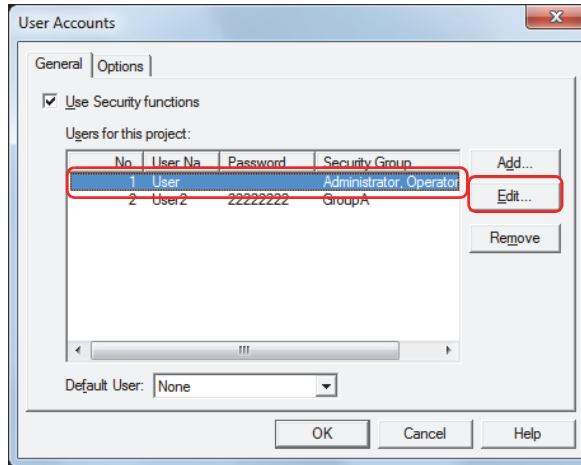 User Accounts
General Options
Use Security functions
Users for this project:
No User Na Password Security Group
1 User Administrator, Operator
2 User2 22222222 GroupA
Add...
Edit...
Remove
Default User: None
OK Cancel Help